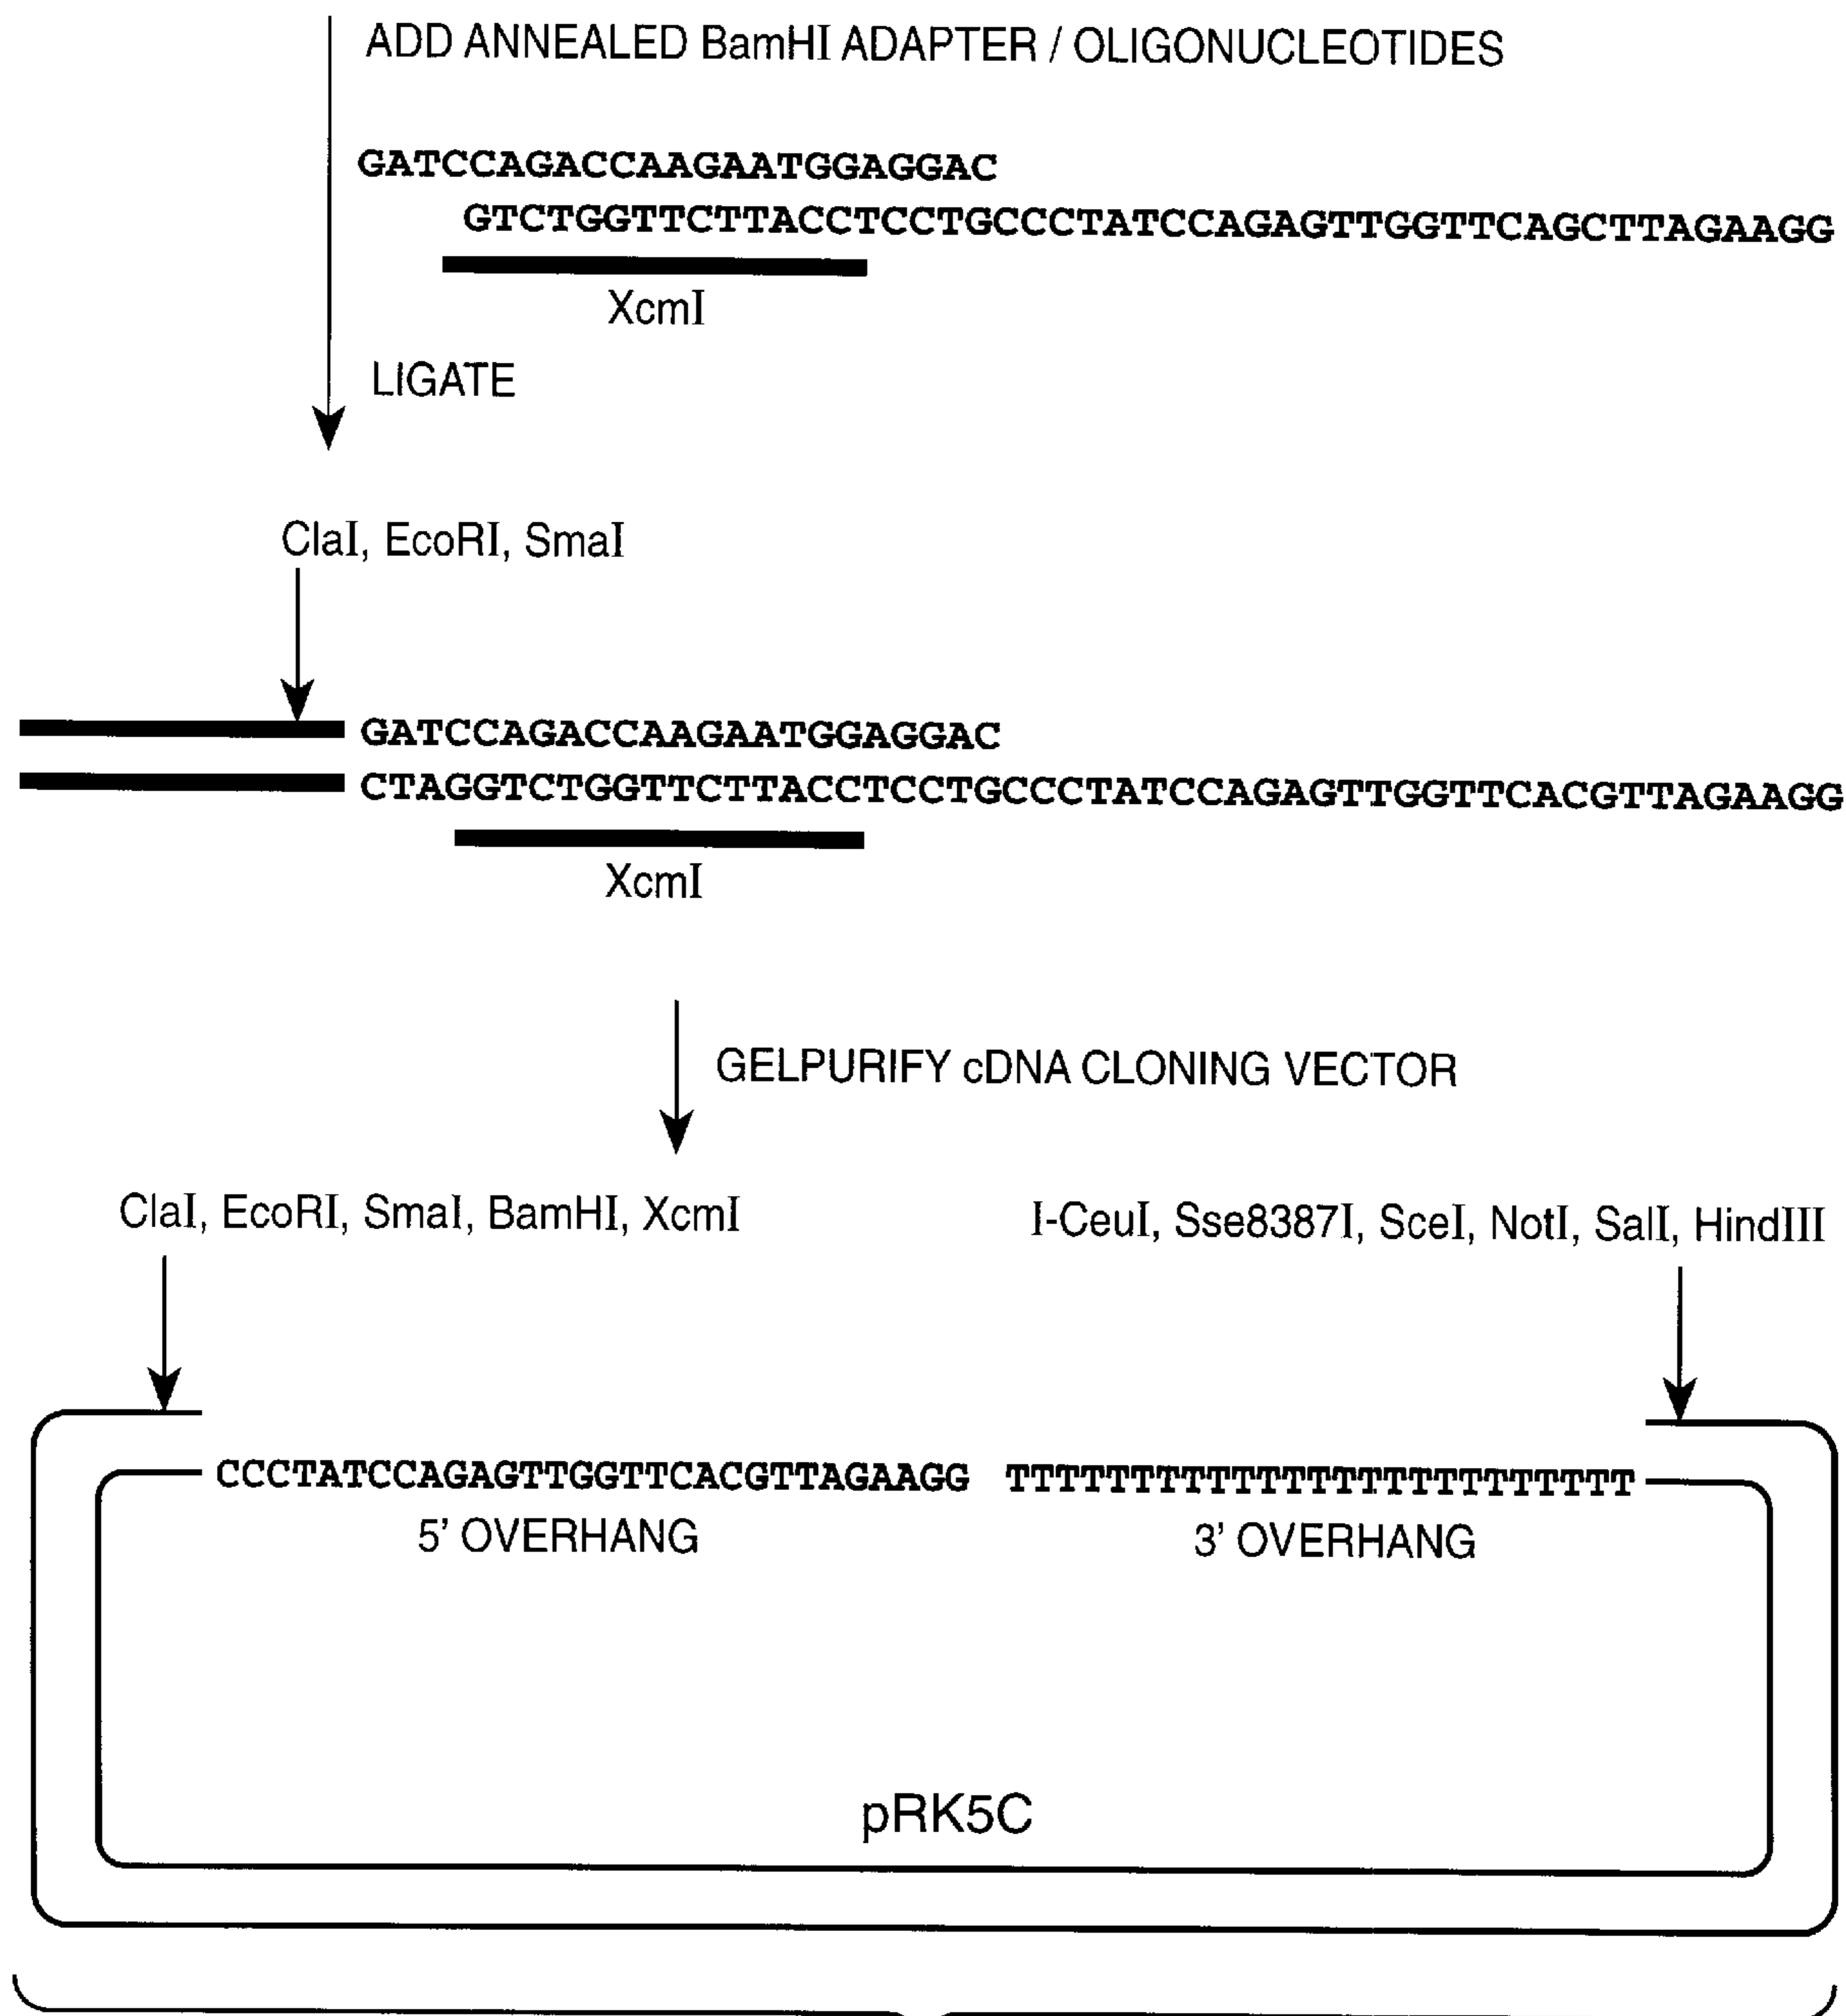 ADD ANNEALED BamHI ADAPTER / OLIGONUCLEOTIDES
GATCCAGACCAAGAATGGAGGAC
GTCTGGTTCTTACCTCCTGCCCTATCCAGAGTTGGTTCAGCTTAGAAGG
XcmI
LIGATE
ClaI, EcoRI, SmaI
GATCCAGACCAAGAATGGAGGAC
CTAGGTCTGGTTCTTACCTCCTGCCCTATCCAGAGTTGGTTCACGTTAGAAGG
XcmI
GELPURIFY cDNA CLONING VECTOR
ClaI, EcoRI, SmaI, BamHI, XcmI
I-CeuI, Sse8387I, SceI, NotI, SalI, HindIII
CCCTATCCAGAGTTGGTTCACGTTAGAAGG TTTTTTTTTTTTTTTTTTTTTTTTT
5' OVERHANG
3' OVERHANG
pRK5C